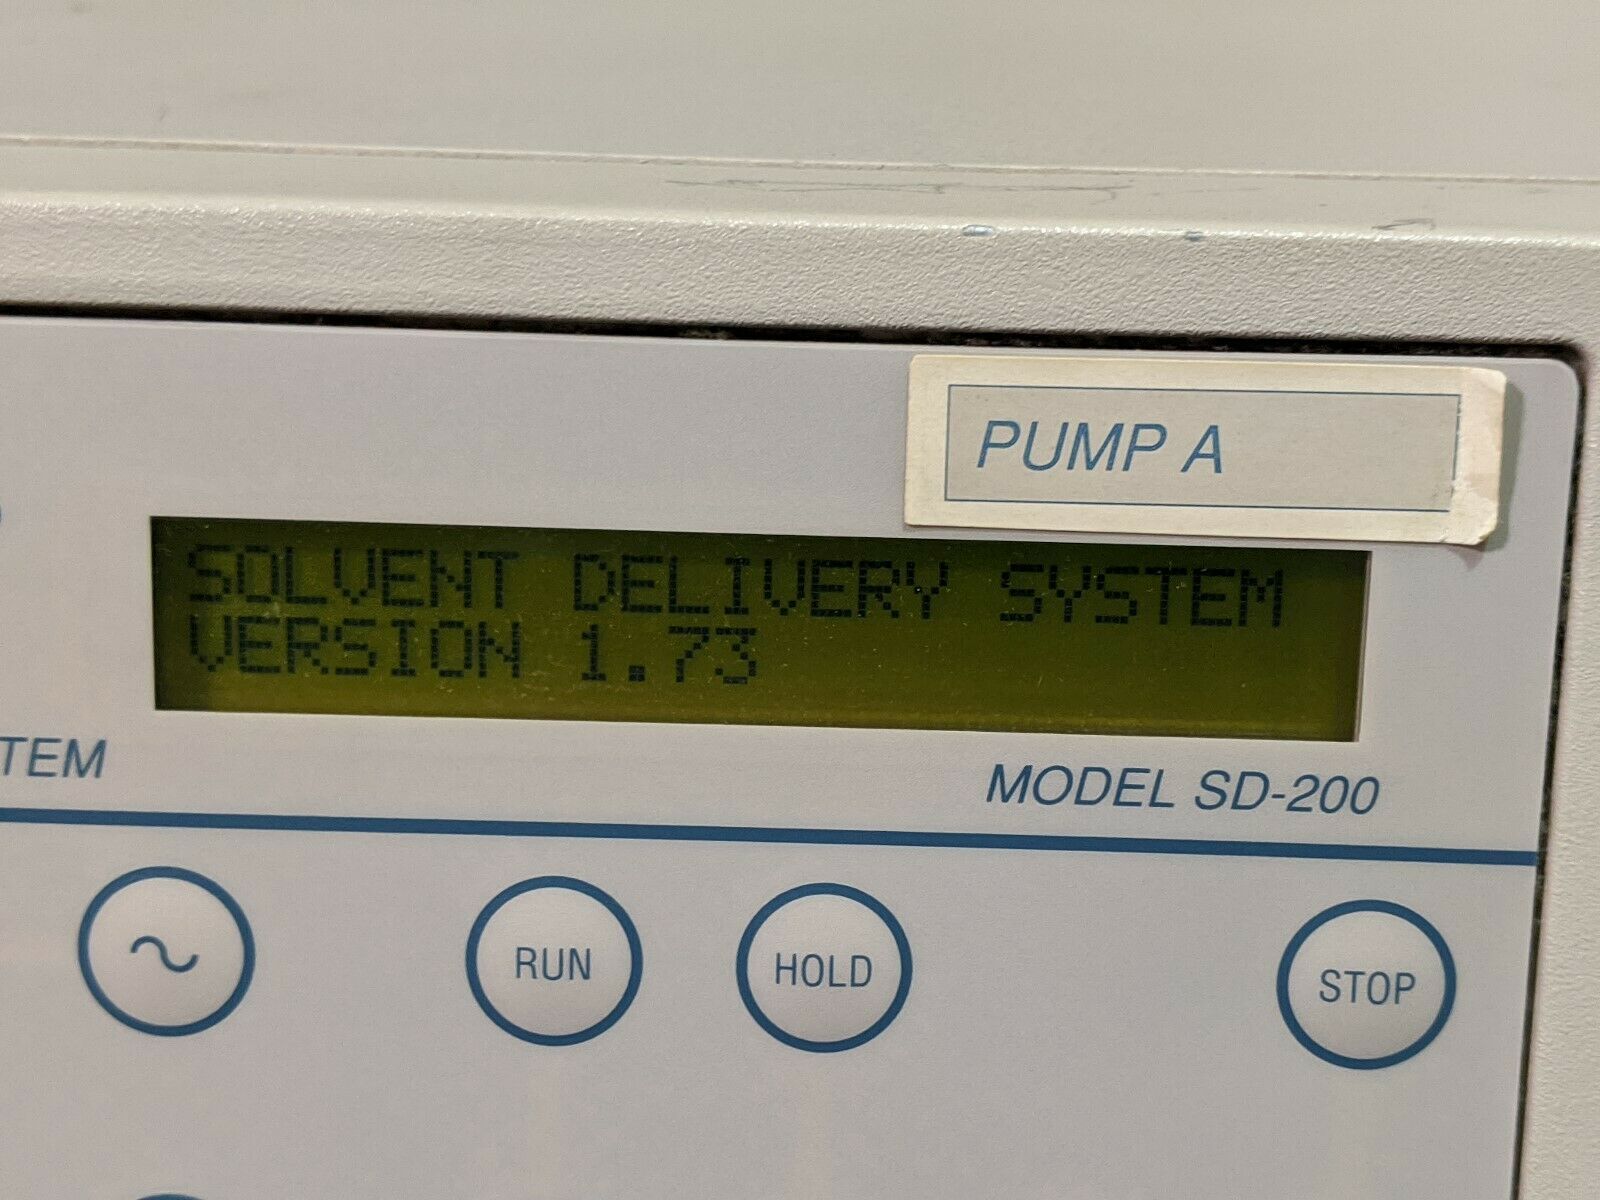 PUMP A
SOLVENT DELIVERY SYSTEM
VERSION 1.73
TEM MODEL SD-200
RUN HOLD STOP